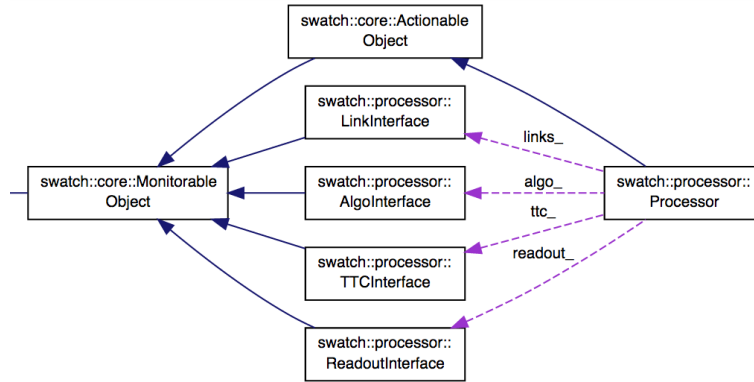 swatch::core::Actionable
Object
swatch::processor::
LinkInterface
links_
swatch::core::Monitorable
Object
swatch::processor::
AlgoInterface
algo_
swatch::processor::
Processor
ttc_
swatch::processor::
TTCInterface
readout_
swatch::processor::
ReadoutInterface